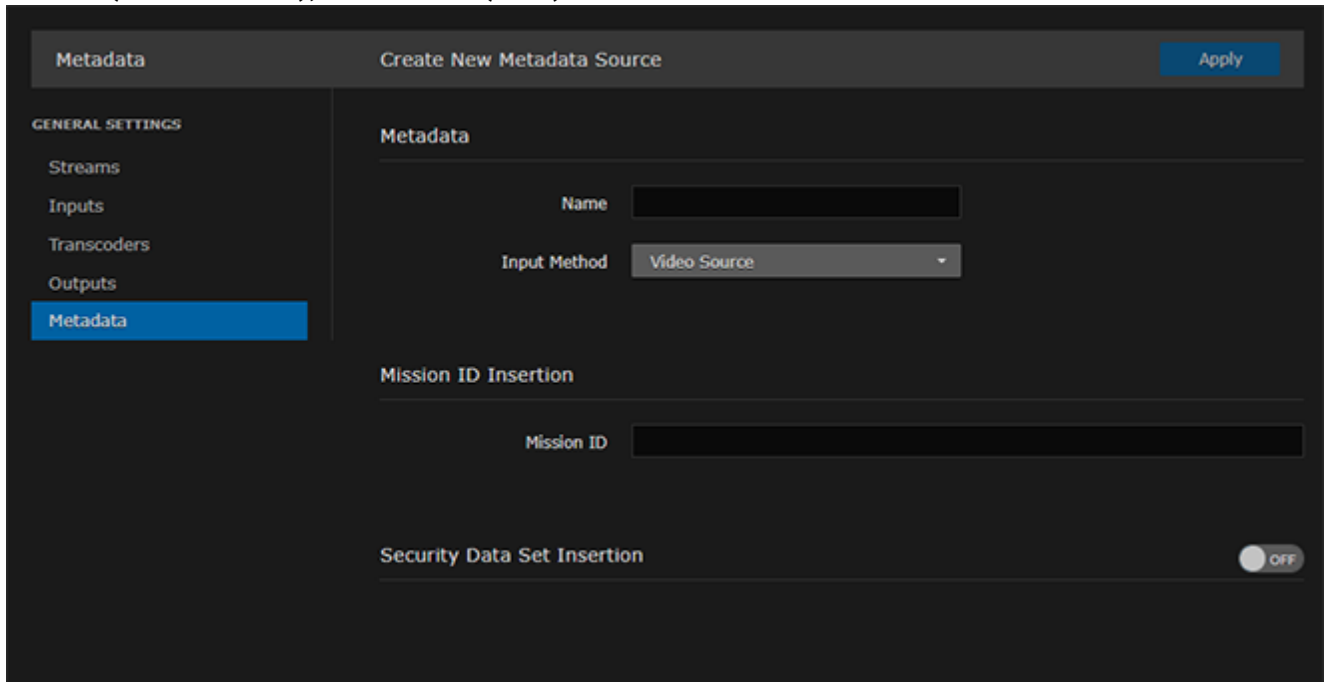 Metadata
Create New Metadata Source
Apply
GENERAL SETTINGS
Streams
Inputs
Transcoders
Outputs
Metadata
Metadata
Name
Input Method
Video Source
Mission ID Insertion
Mission ID
Security Data Set Insertion
OFF